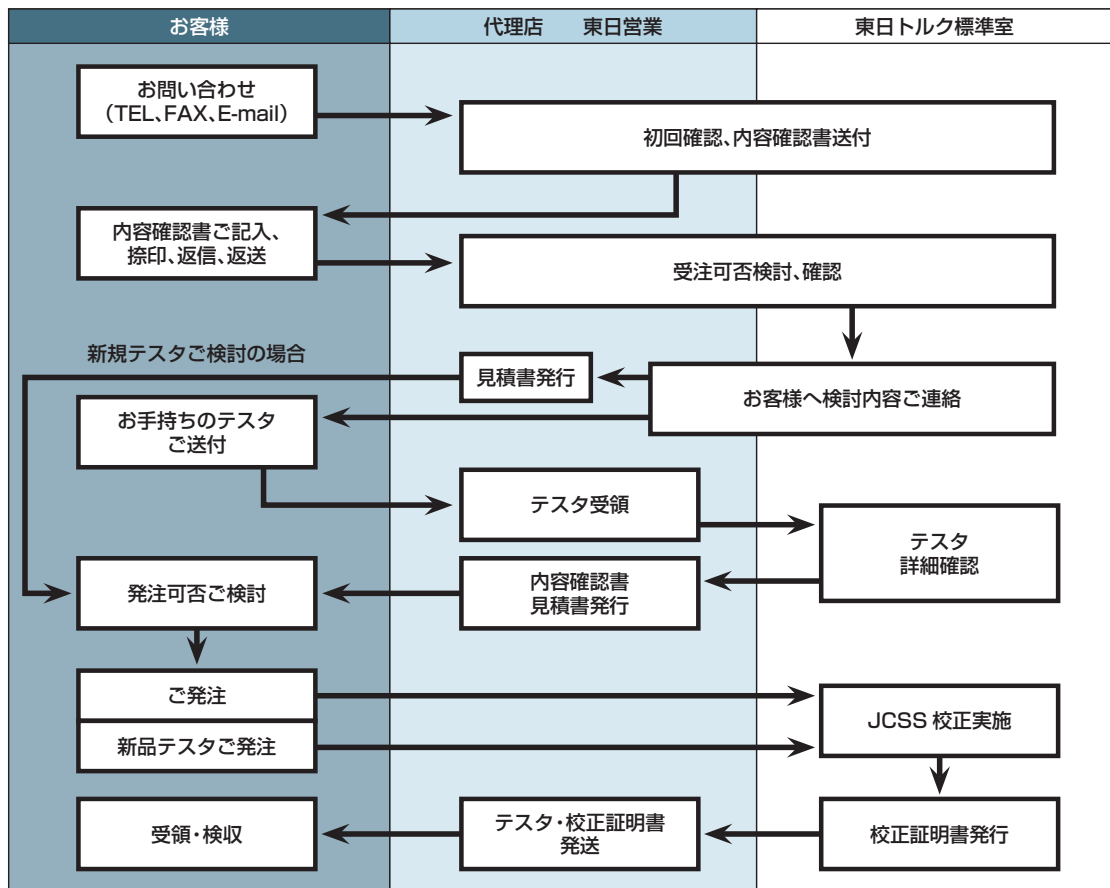 お客様
代理店　東日営業
東日トルク標準室
お問い合わせ
（TEL、FAX、E-mail）
初回確認、内容確認書送付
内容確認書ご記入、
捺印、返信、返送
受注可否検討、確認
新規テスタご検討の場合
見積書発行
お客様へ検討内容ご連絡
お手持ちのテスタ
ご送付
テスタ受領
テスタ
詳細確認
発注可否ご検討
内容確認書
見積書発行
ご発注
JCSS 校正実施
新品テスタご発注
受領・検収
テスタ・校正証明書
発送
校正証明書発行